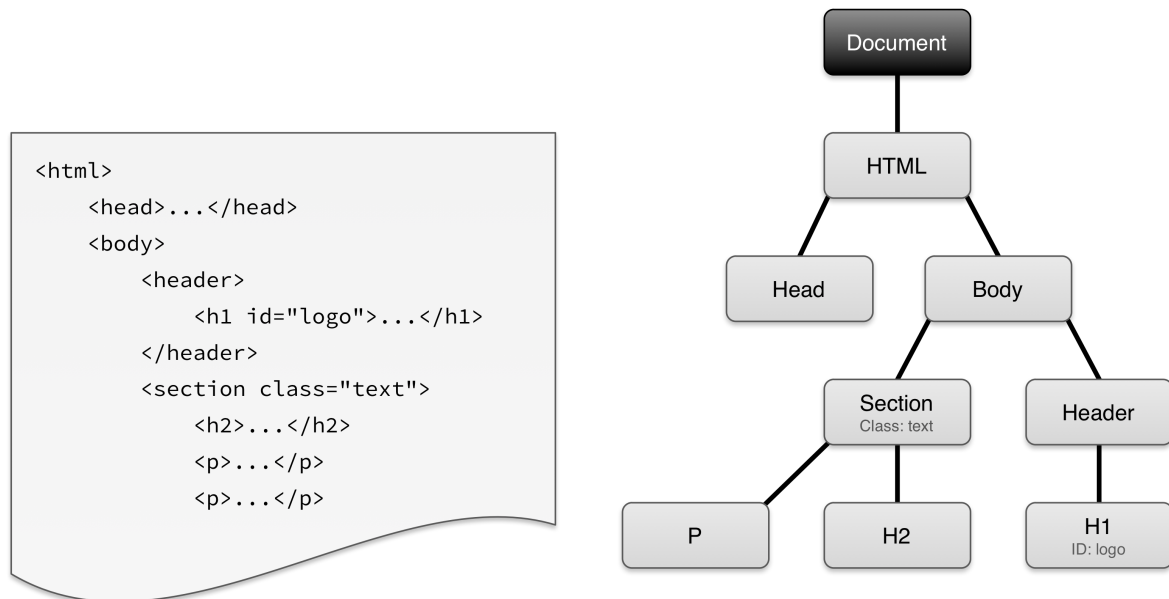 <html>
<head>...</head>
<body>
<header>
<h1 id="logo">...</h1>
</header>
<section class="text">
<h2>...</h2>
<p>...</p>
<p>...</p>
Document
HTML
Head
Body
Section
Class: text
Header
P
H2
H1
ID: logo